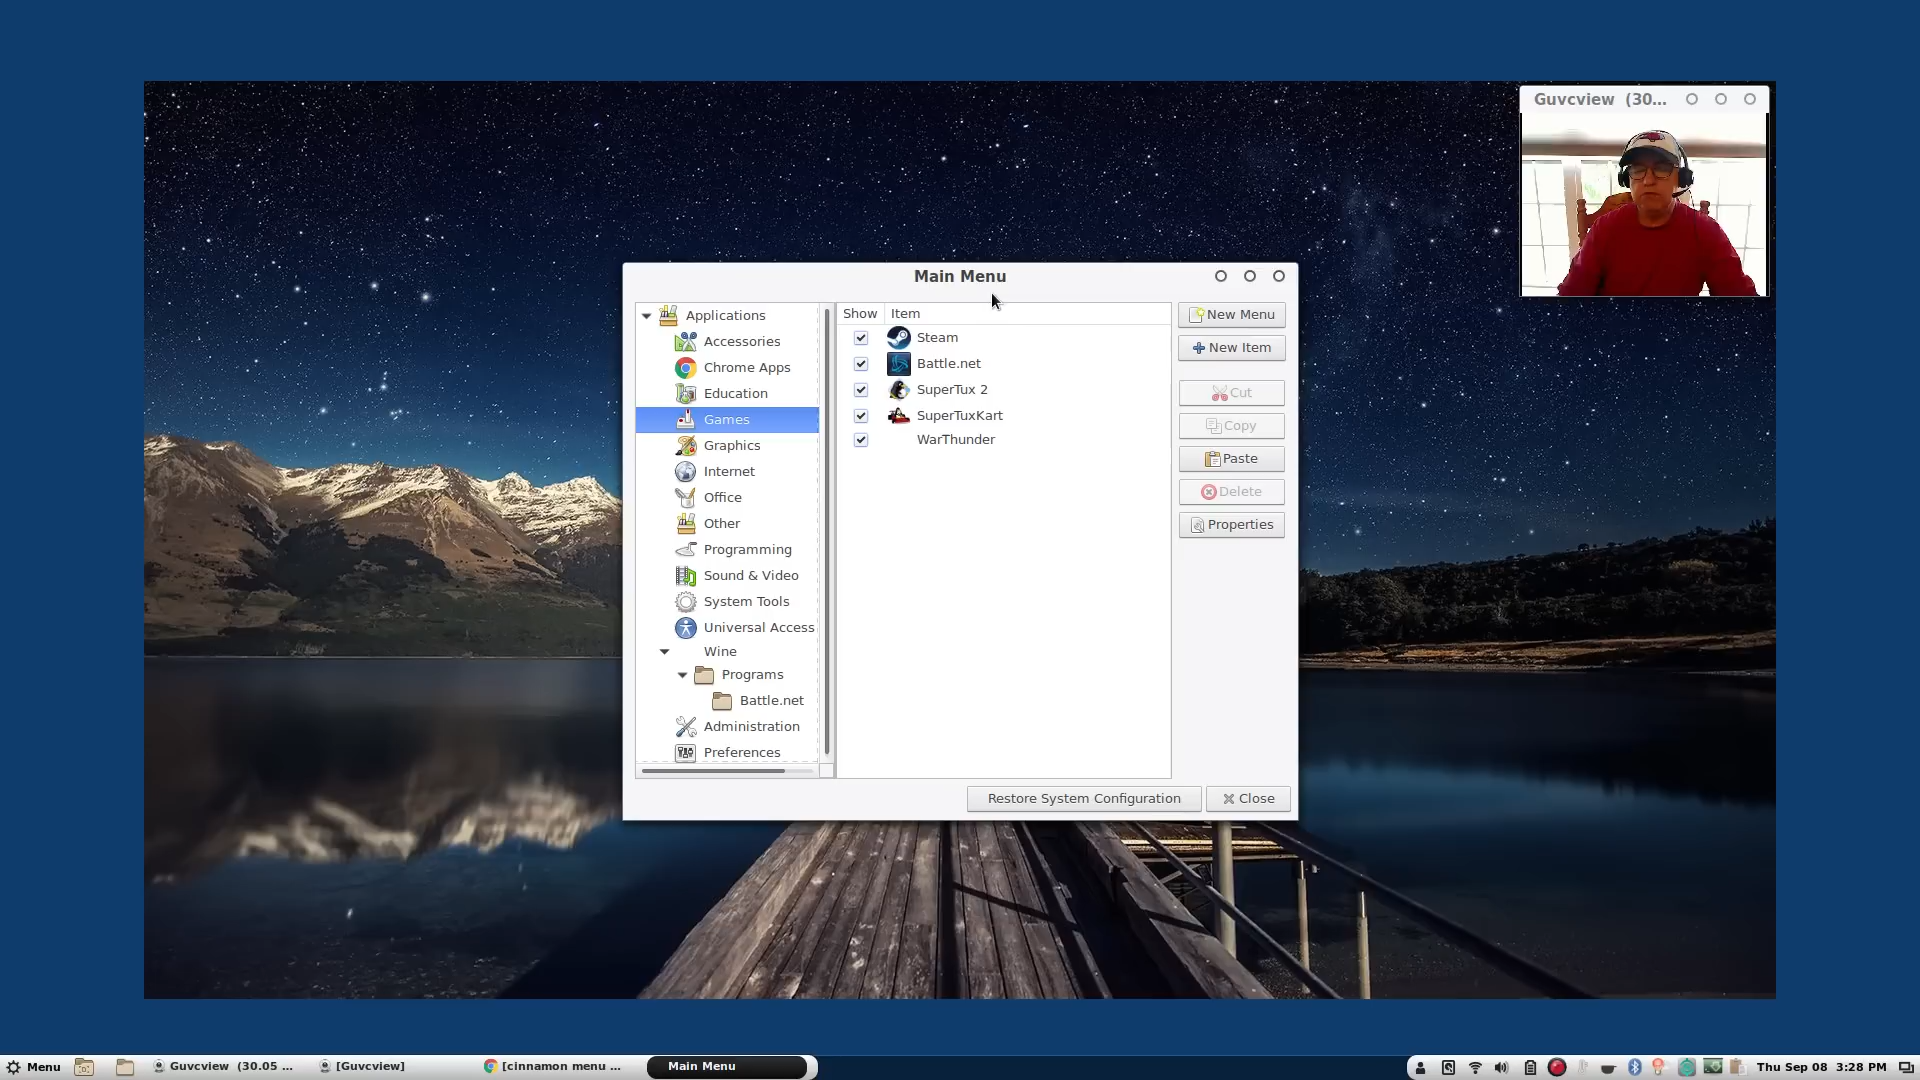 Guvcview (30...
Main Menu
Applications
Accessories
Chrome Apps
Education
Games
Graphics
Internet
Office
Other
Programming
Sound & Video
System Tools
Universal Access
Wine
Programs
Battle.net
Administration
Preferences
Show Item
Steam
Battle.net
SuperTux 2
SuperTuxKart
WarThunder
New Menu
New Item
Cut
Copy
Paste
Delete
Properties
Restore System Configuration
Close
Menu
Guvcview (30.05 ...
[Guvcview]
[cinnamon menu ...
Main Menu
Thu Sep 08 3:28 PM